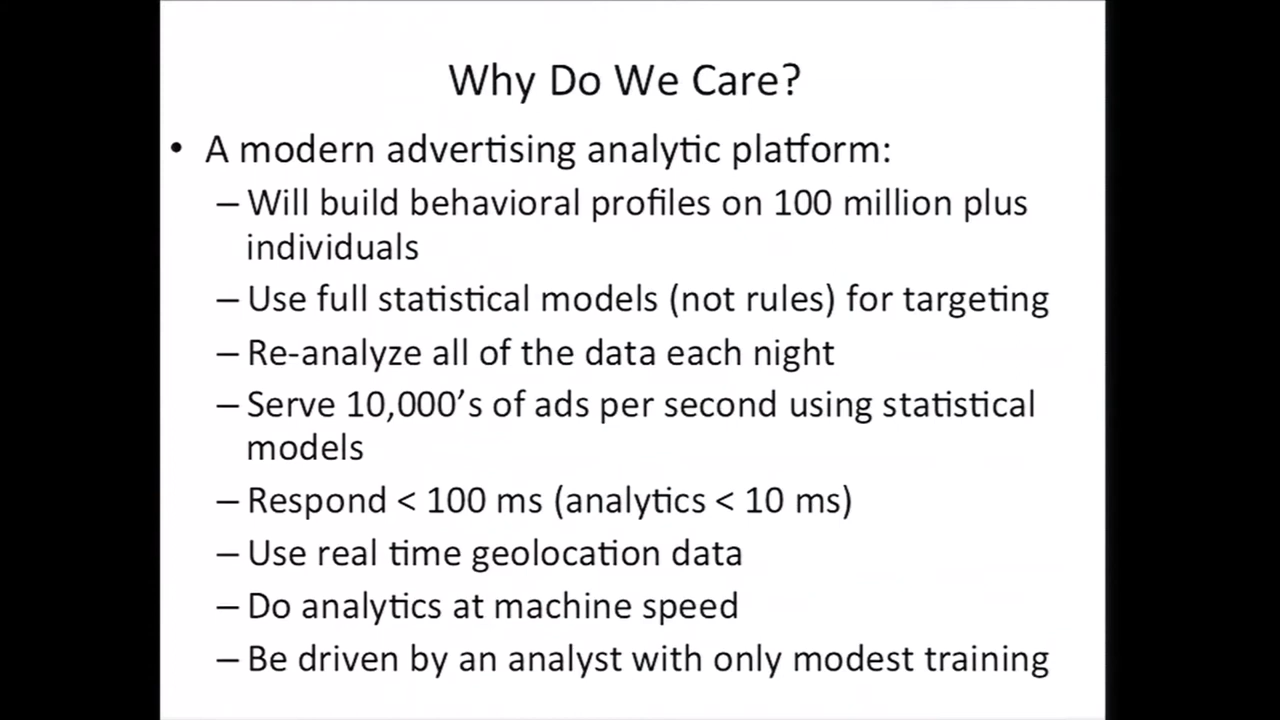 Why Do We Care?
• A modern advertising analytic platform:
– Will build behavioral profiles on 100 million plus
individuals
– Use full statistical models (not rules) for targeting
– Re-analyze all of the data each night
– Serve 10,000’s of ads per second using statistical
models
– Respond < 100 ms (analytics < 10 ms)
– Use real time geolocation data
– Do analytics at machine speed
– Be driven by an analyst with only modest training